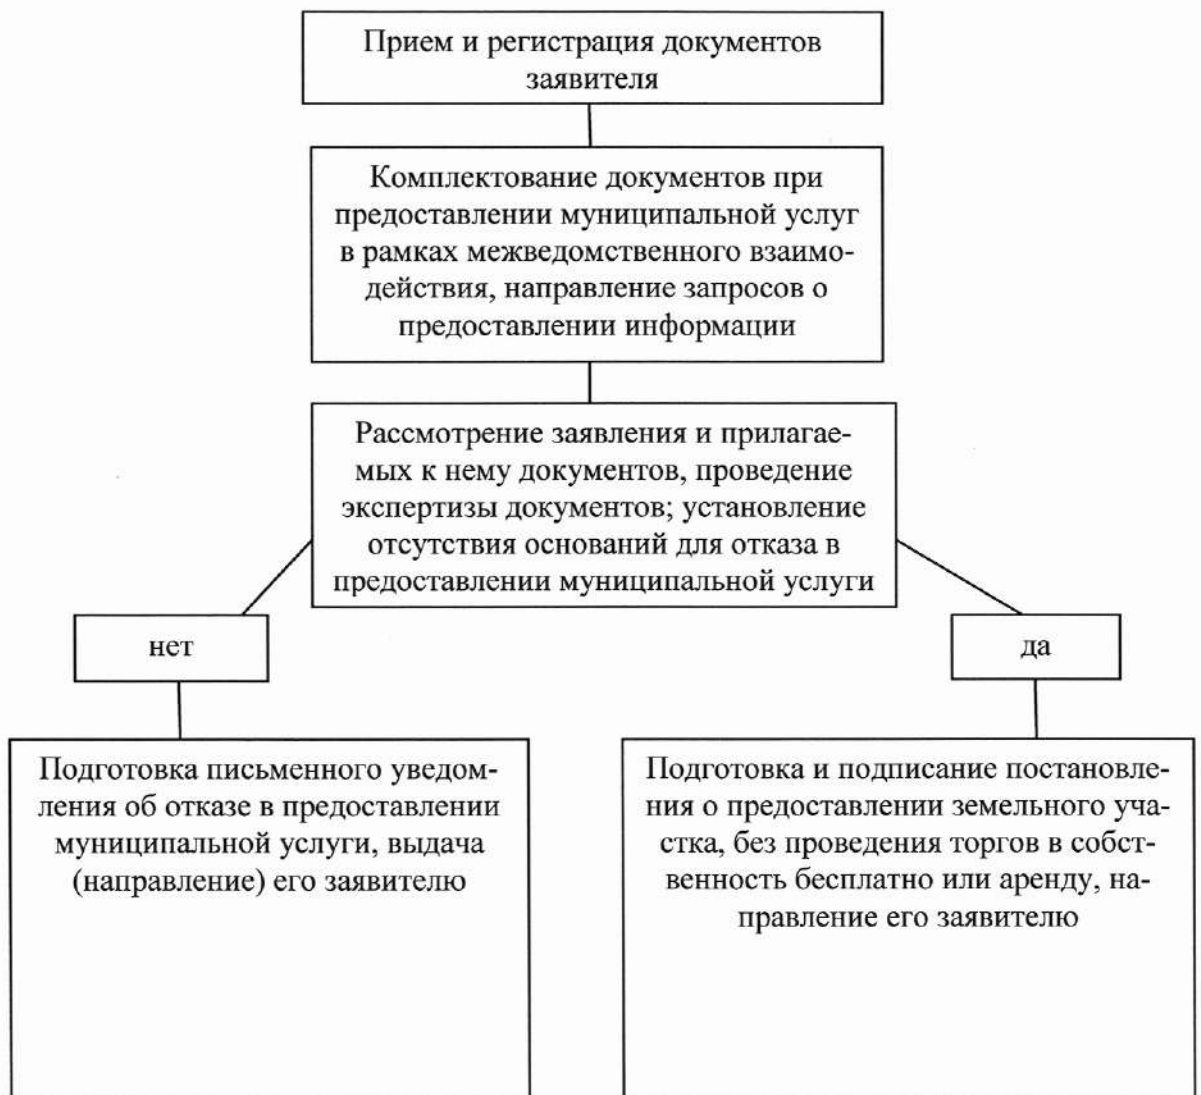 Прием и регистрация документов
заявителя
Комплектование документов при
предоставлении муниципальной услуг
в рамках межведомственного взаимо-
действия, направление запросов о
предоставлении информации
Рассмотрение заявления и прилагае-
мых к нему документов, проведение
экспертизы документов; установление
отсутствия оснований для отказа в
предоставлении муниципальной услуги
нет
да
Подготовка письменного уведом-
ления об отказе в предоставлении
муниципальной услуги, выдача
(направление) его заявителю
Подготовка и подписание постановле-
ния о предоставлении земельного уча-
стка, без проведения торгов в собст-
венность бесплатно или аренду, на-
правление его заявителю